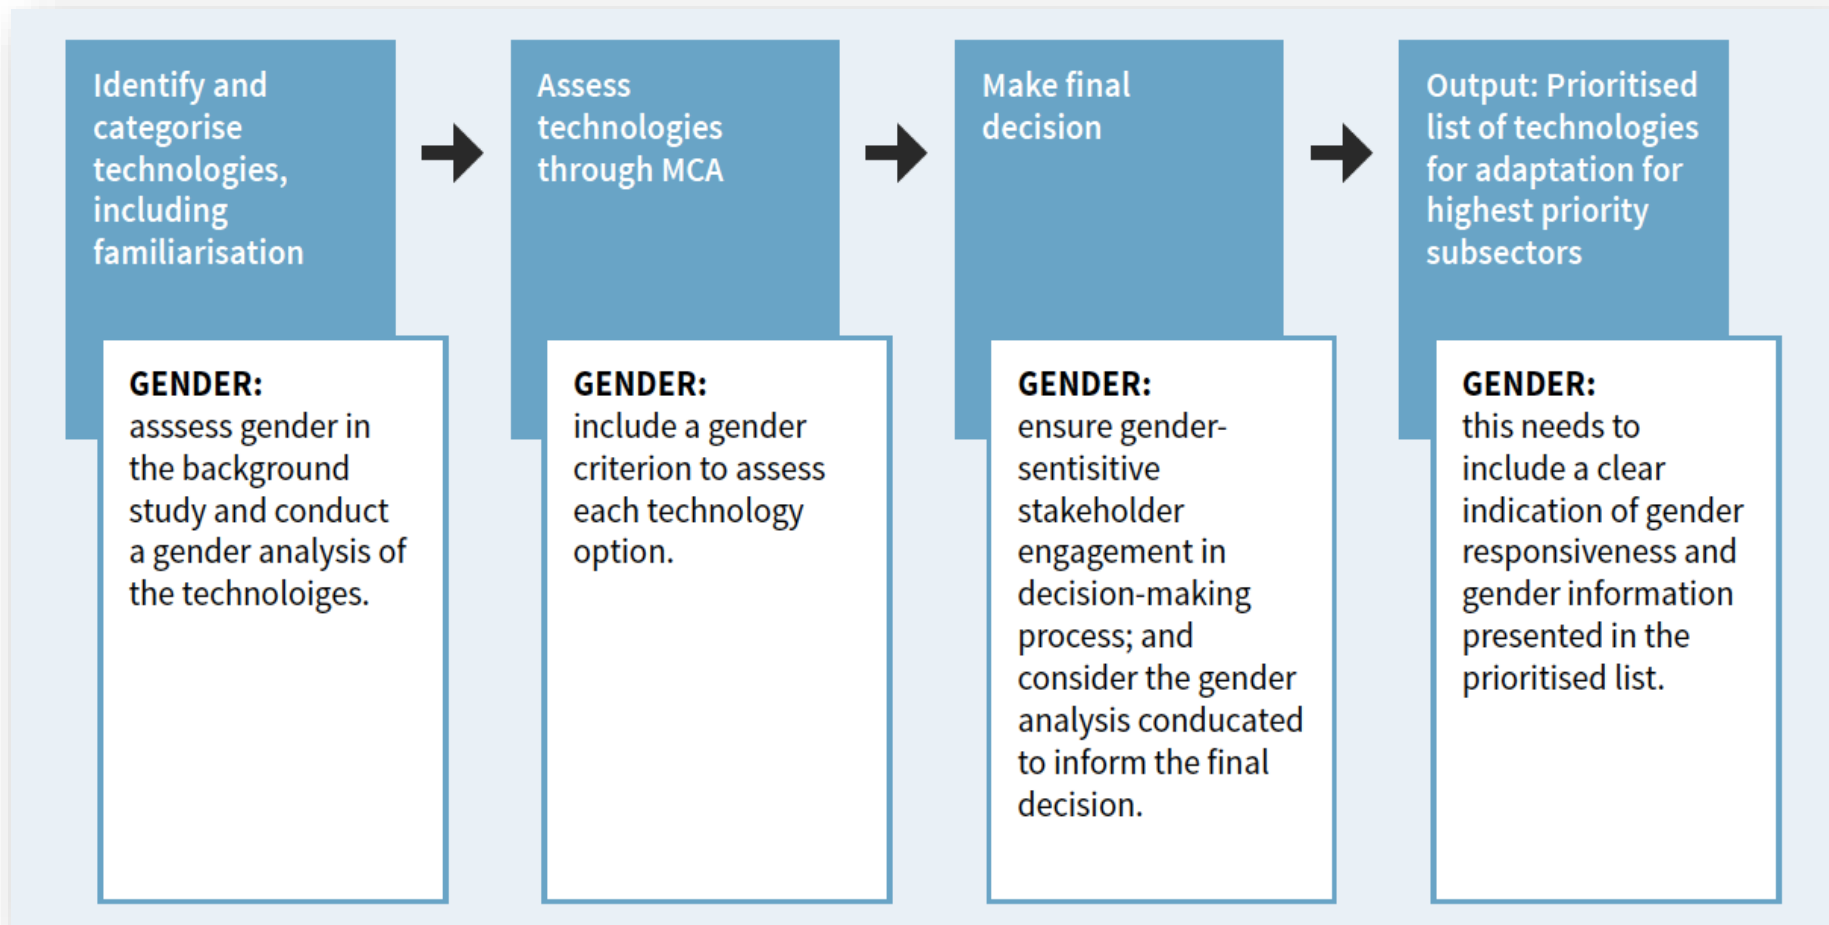 Identify and
categorise
technologies,
including
familiarisation
GENDER:
asssess gender in
the background
study and conduct
a gender analysis of
the technoloiges.
Assess
technologies
through MCA
GENDER:
include a gender
criterion to assess
each technology
option.
Make final
decision
GENDER:
ensure gender-
sentisitive
stakeholder
engagement in
decision-making
process; and
consider the gender
analysis conducated
to inform the final
decision.
Output: Prioritised
list of technologies
for adaptation for
highest priority
subsectors
GENDER:
this needs to
include a clear
indication of gender
responsiveness and
gender information
presented in the
prioritised list.